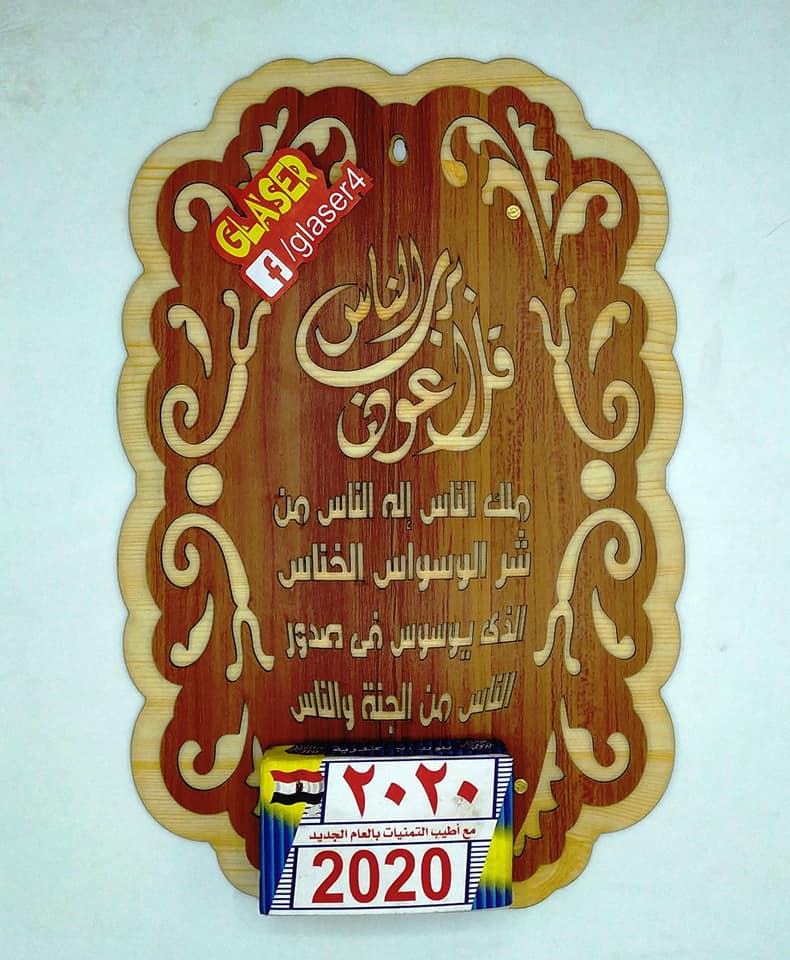 GLASER
f/glaser4
قل أعوذ
برب الناس
ملك الناس إله الناس من
شر الوسواس الخناس
الذى يوسوس فى صدور
الناس من الجنة والناس
٢٠٢٠
مع أطيب التمنيات بالعام الجديد
2020